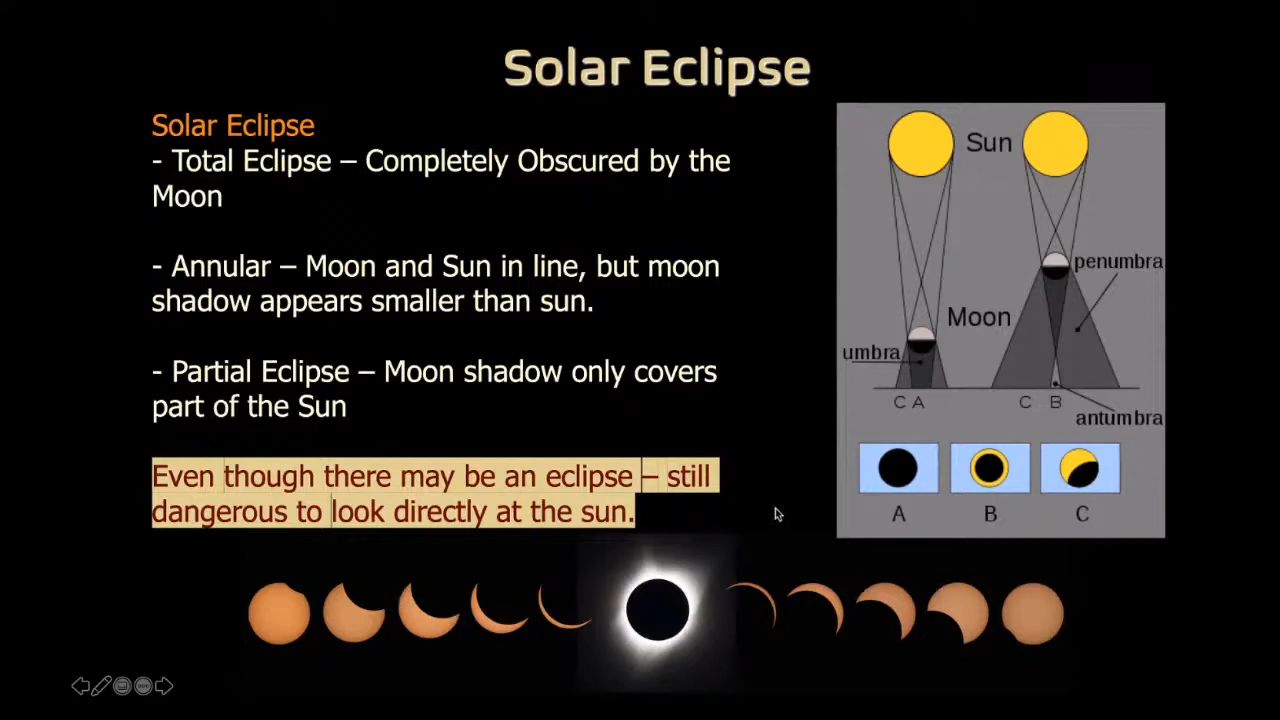 Solar Eclipse
Solar Eclipse
- Total Eclipse – Completely Obscured by the
Moon
- Annular – Moon and Sun in line, but moon
shadow appears smaller than sun.
- Partial Eclipse – Moon shadow only covers
part of the Sun
Even though there may be an eclipse – still
dangerous to look directly at the sun.
Sun
penumbra
Moon
umbra
C A
C B
antumbra
A B C